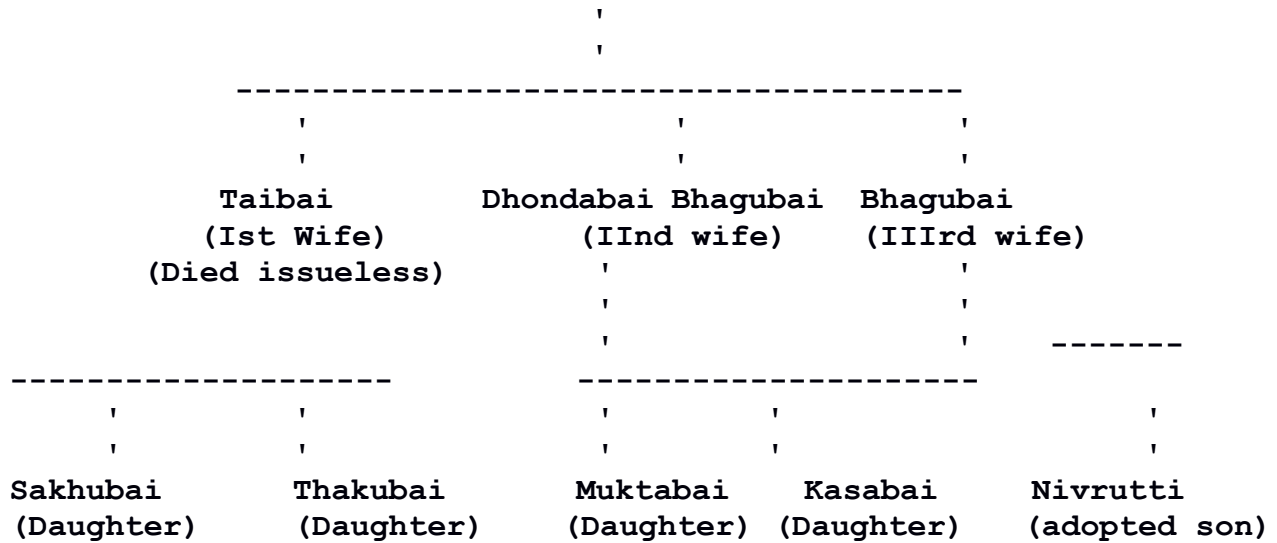 '
'
--------------------------------------
' ' '
' ' '
Taibai Dhondabai Bhagubai Bhagubai
(Ist Wife) (IInd wife) (IIIrd wife)
(Died issueless) ' '
' '
' ' -------
-------------------- ---------------------
' ' ' ' '
' ' ' ' '
Sakhubai Thakubai Muktabai Kasabai Nivrutti
(Daughter) (Daughter) (Daughter) (Daughter) (adopted son)